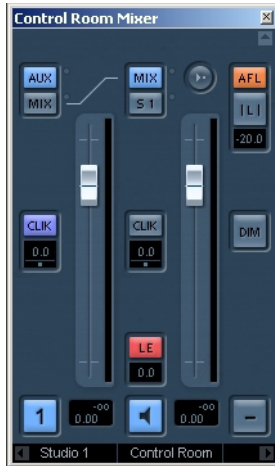 Control Room Mixer
AUX MIX AFL
MIX S 1 |L|
-20.0
CLIK CLIK DIM
0.0 0.0
LE
0.0
1 -oo 0.00 -oo 0.00 –
Studio 1 Control Room